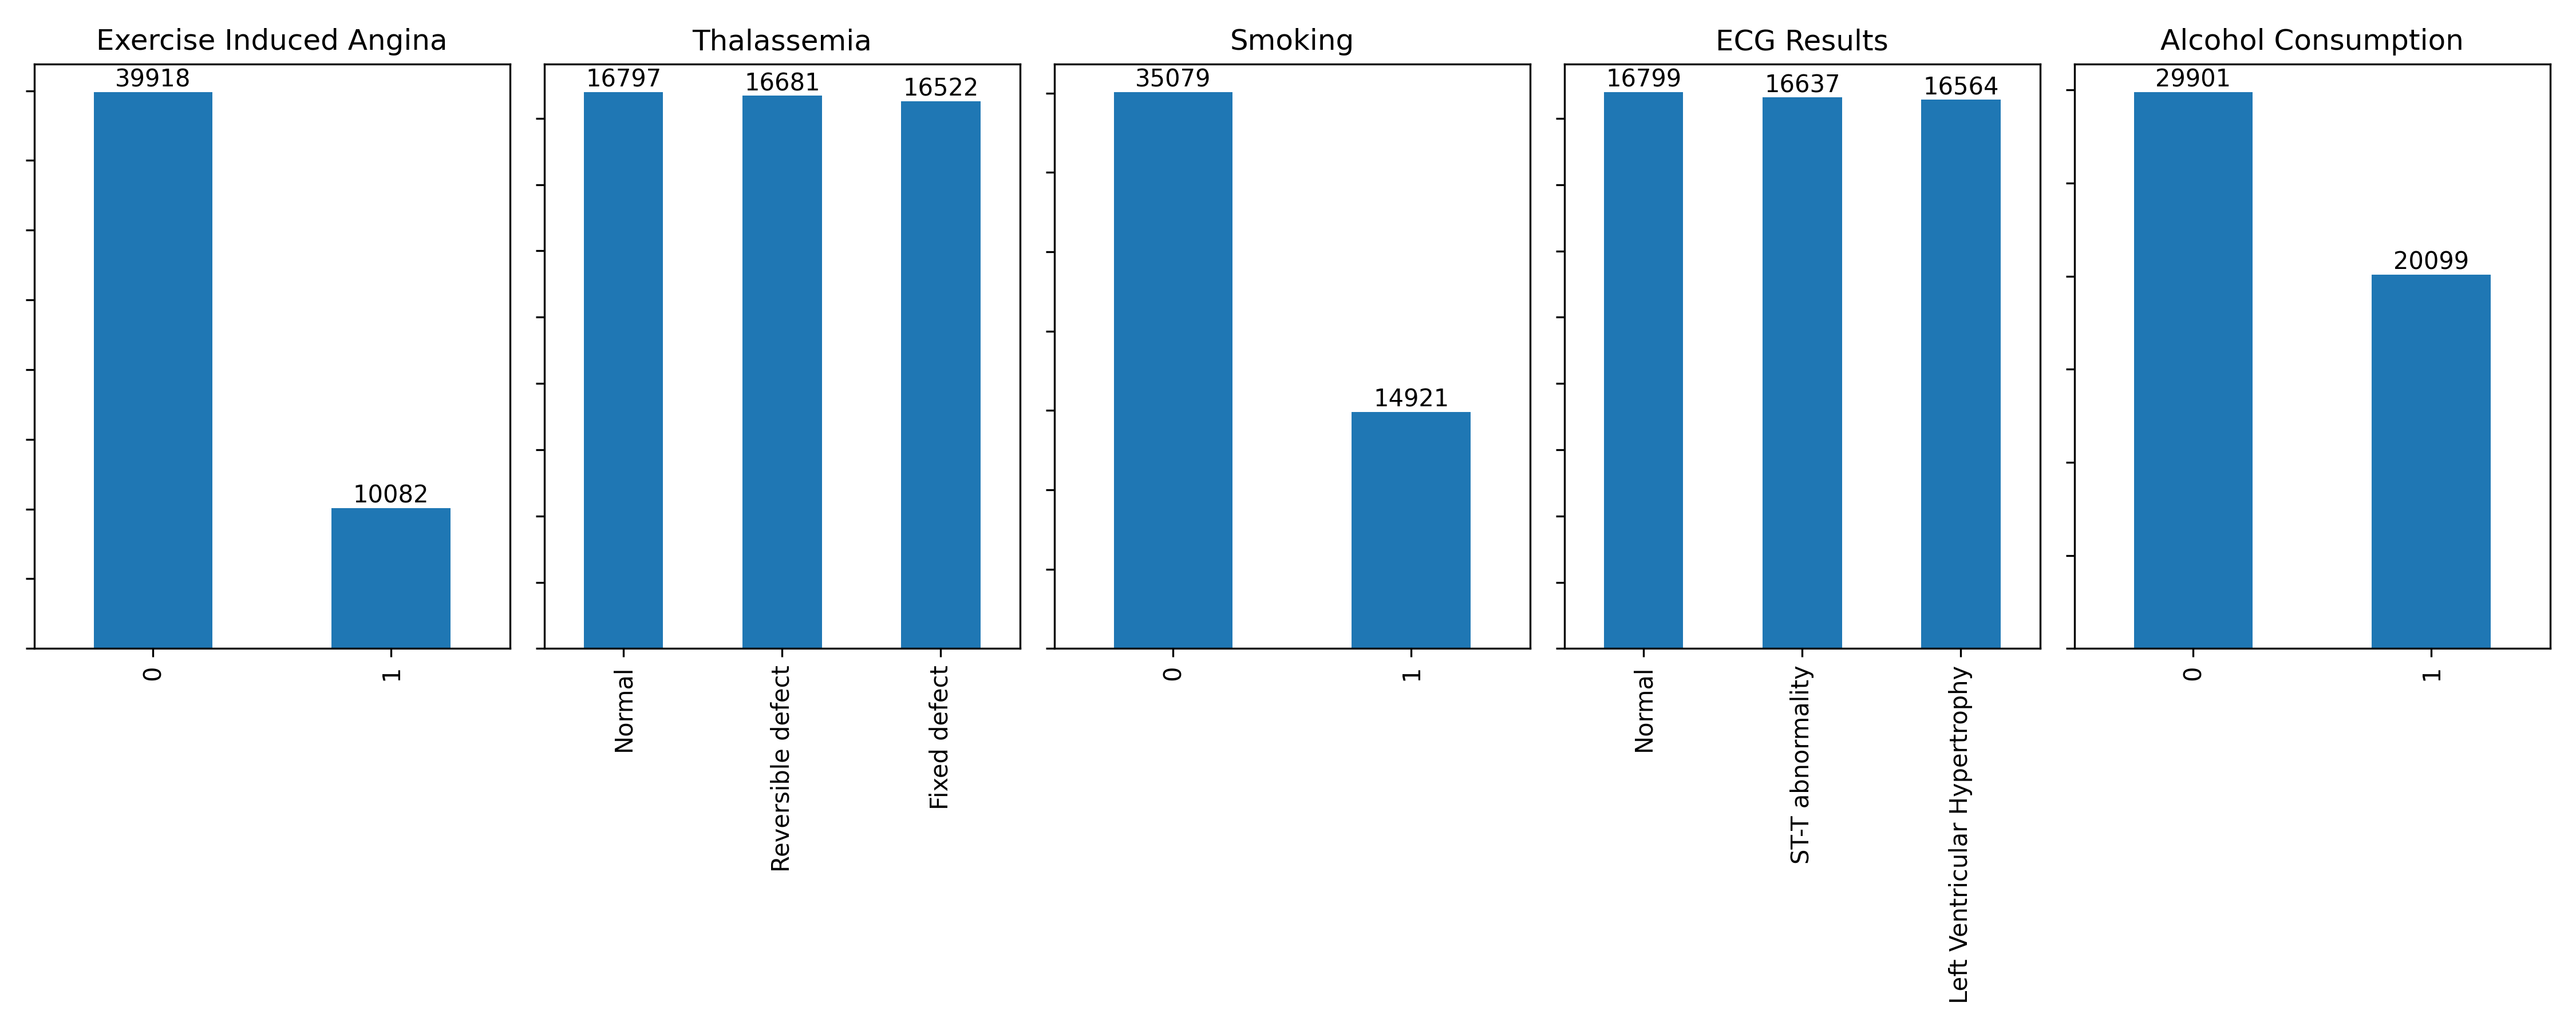 Exercise Induced Angina
39918
10082
0
1
Thalassemia
16797
16681
16522
Normal
Reversible defect
Fixed defect
Smoking
35079
14921
0
1
ECG Results
16799
16637
16564
Normal
ST-T abnormality
Left Ventricular Hypertrophy
Alcohol Consumption
29901
20099
0
1